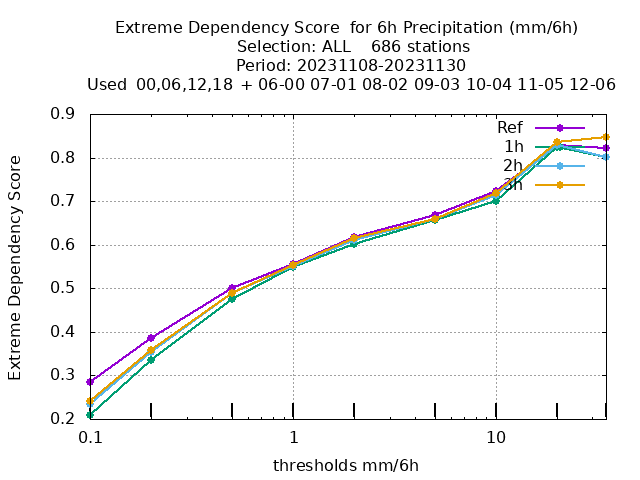 Extreme Dependency Score  for 6h Precipitation (mm/6h)
Selection: ALL    686 stations
Period: 20231108-20231130
Used  00,06,12,18  + 06-00 07-01 08-02 09-03 10-04 11-05 12-06
Extreme Dependency Score
0.9
0.8
0.7
0.6
0.5
0.4
0.3
0.2
Ref
1h
2h
3h
0.1
1
10
thresholds mm/6h